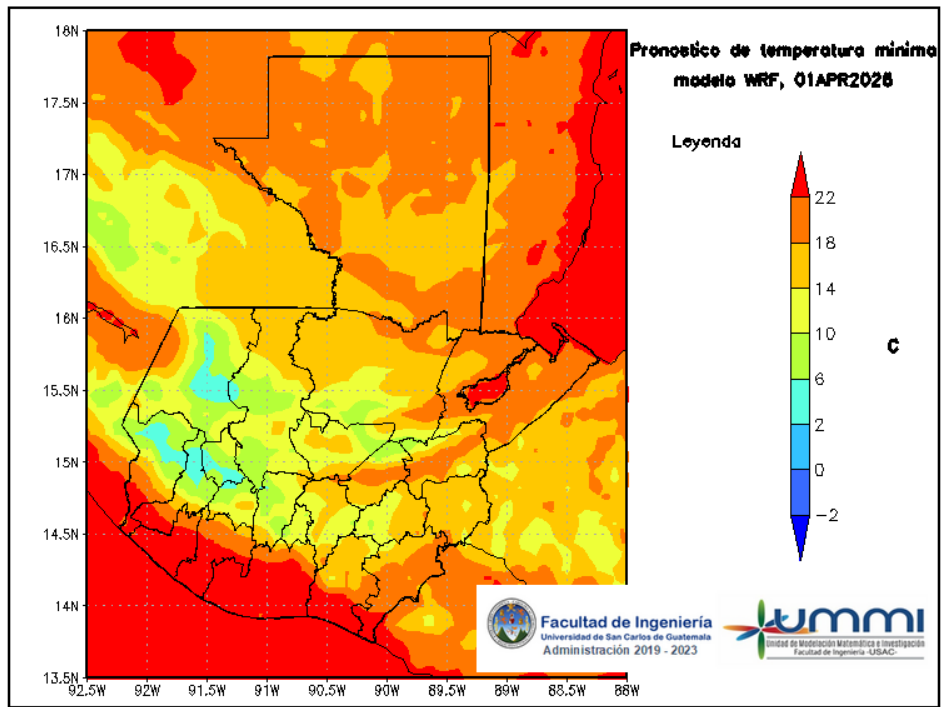 Pronostico de temperatura minima
modelo WRF, 01APR2026
Leyenda
22
18
14
10
6
2
0
-2
C
18N
17.5N
17N
16.5N
16N
15.5N
15N
14.5N
14N
13.5N
92.5W 92W 91.5W 91W 90.5W 90W 89.5W 89W 88.5W 88W
Facultad de Ingeniería
Universidad de San Carlos de Guatemala
Administración 2019 - 2023
UMMI
Unidad de Modelación Matemática e Investigación
Facultad de Ingeniería -USAC-